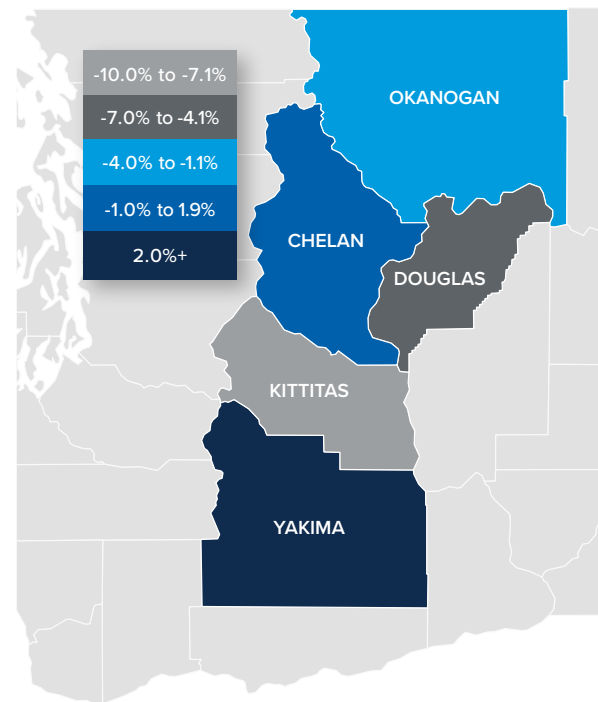 -10.0% to -7.1%
-7.0% to -4.1%
-4.0% to -1.1%
-1.0% to 1.9%
2.0%+
OKANOGAN
CHELAN
DOUGLAS
KITTITAS
YAKIMA